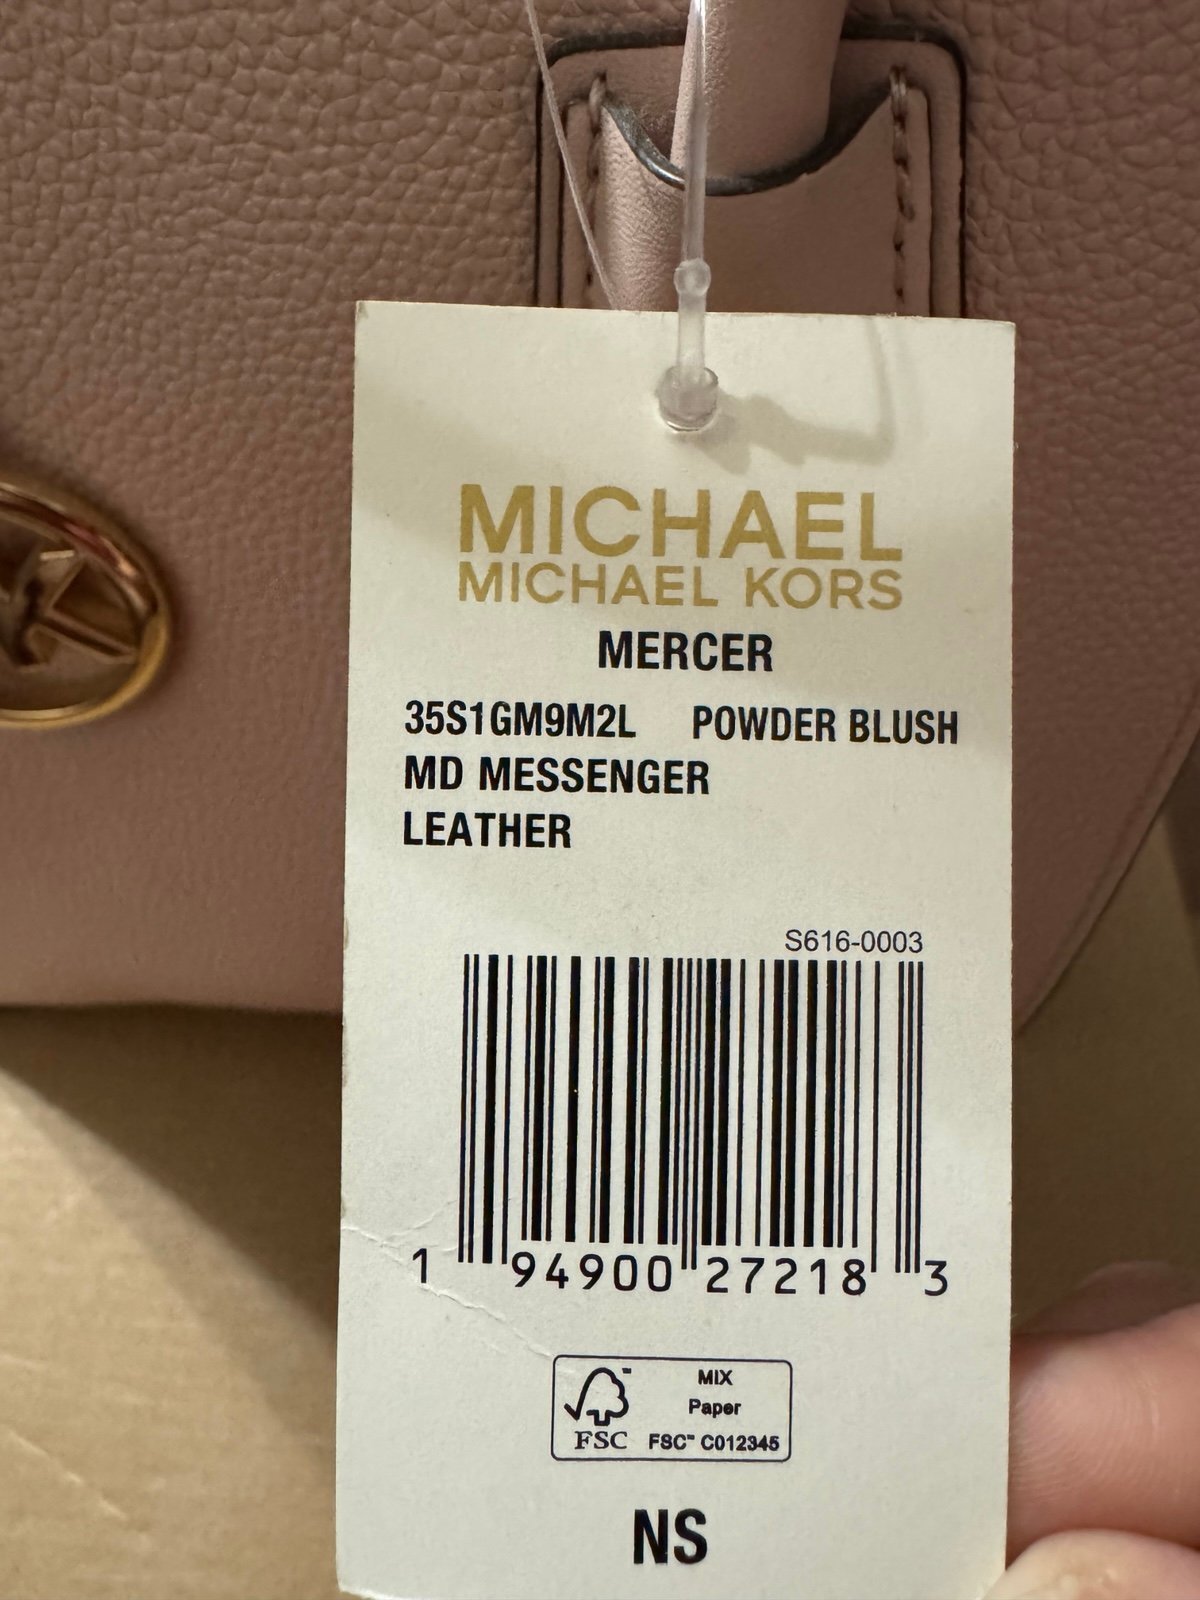 MICHAEL
MICHAEL KORS
MERCER
35S1GM9M2L POWDER BLUSH
MD MESSENGER
LEATHER
S616-0003
1 94900 27218 3
MIX
Paper
FSC FSC™ C012345
NS